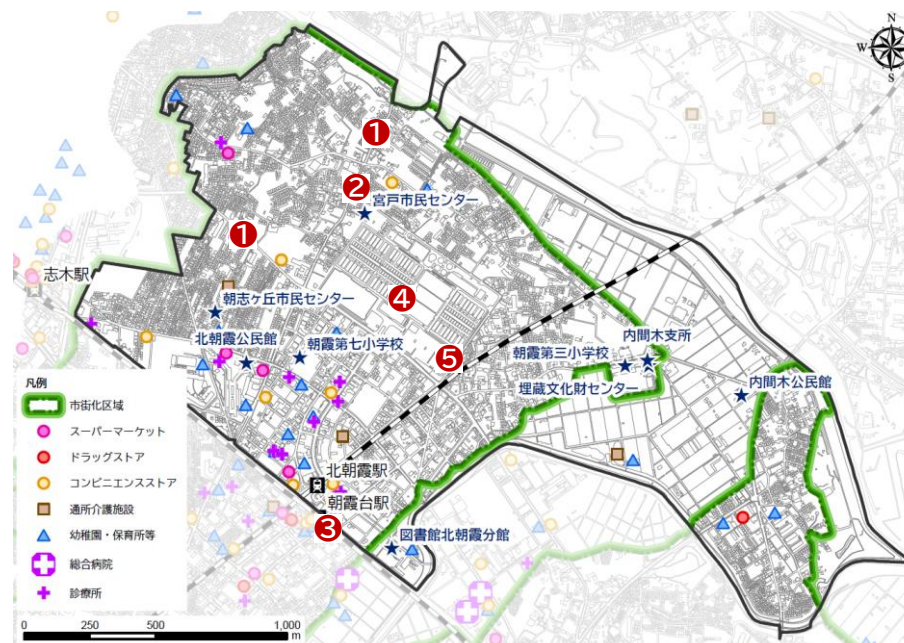 N
W
E
S
❶
❷
宮戸市民センター
❶
志木駅
❹
朝志ヶ丘市民センター
北朝霞公民館
朝霞第七小学校
❺
内間木支所
朝霞第三小学校
内間木公民館
埋蔵文化財センター
北朝霞駅
朝霞台駅
❸
図書館北朝霞分館
凡例
市街化区域
スーパーマーケット
ドラッグストア
コンビニエンスストア
通所介護施設
幼稚園・保育所等
総合病院
診療所
0 250 500 1,000
m